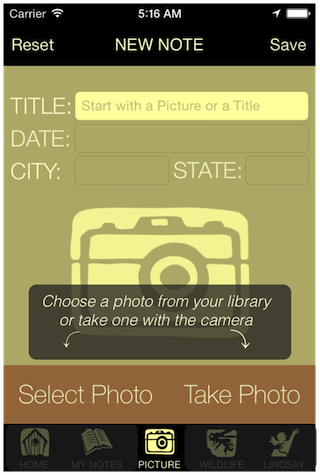 Carrier 5:16 AM
Reset NEW NOTE Save
TITLE: Start with a Picture or a Title
DATE:
CITY: STATE:
Choose a photo from your library
or take one with the camera
Select Photo Take Photo
HOME MY NOTES PICTURE WILDLIFE LINDSAY